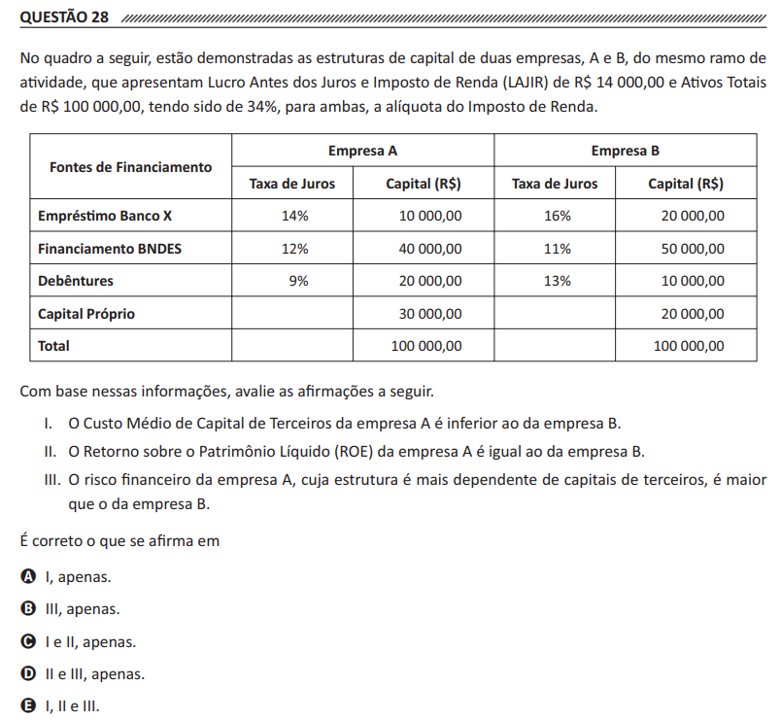 QUESTÃO 28
No quadro a seguir, estão demonstradas as estruturas de capital de duas empresas, A e B, do mesmo ramo de
atividade, que apresentam Lucro Antes dos Juros e Imposto de Renda (LAJIR) de R$ 14 000,00 e Ativos Totais
de R$ 100 000,00, tendo sido de 34%, para ambas, a alíquota do Imposto de Renda.
Fontes de Financiamento Empresa A Empresa B
Taxa de Juros Capital (R$) Taxa de Juros Capital (R$)
Empréstimo Banco X 14% 10 000,00 16% 20 000,00
Financiamento BNDES 12% 40 000,00 11% 50 000,00
Debêntures 9% 20 000,00 13% 10 000,00
Capital Próprio 30 000,00 20 000,00
Total 100 000,00 100 000,00
Com base nessas informações, avalie as afirmações a seguir.
I. O Custo Médio de Capital de Terceiros da empresa A é inferior ao da empresa B.
II. O Retorno sobre o Patrimônio Líquido (ROE) da empresa A é igual ao da empresa B.
III. O risco financeiro da empresa A, cuja estrutura é mais dependente de capitais de terceiros, é maior
que o da empresa B.
É correto o que se afirma em
A I, apenas.
B III, apenas.
C I e II, apenas.
D II e III, apenas.
E I, II e III.